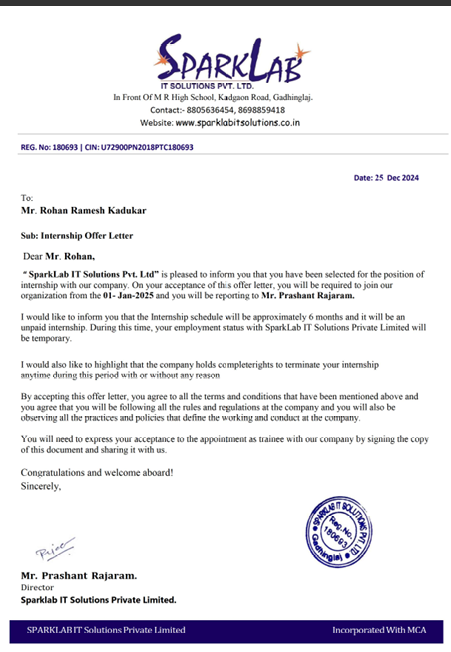 SPARKLAB
IT SOLUTIONS PVT. LTD.
In Front Of M R High School, Kadgaon Road, Gadhinglaj.
Contact:- 8805636454, 8698859418
Website: www.sparklabitsolutions.co.in
REG. No: 180693 | CIN: U72900PN2018PTC180693
Date: 25 Dec 2024
To:
Mr. Rohan Ramesh Kadukar
Sub: Internship Offer Letter
Dear Mr. Rohan,
“ SparkLab IT Solutions Pvt. Ltd” is pleased to inform you that you have been selected for the position of
internship with our company. On your acceptance of this offer letter, you will be required to join our
organization from the 01- Jan-2025 and you will be reporting to Mr. Prashant Rajaram.
I would like to inform you that the Internship schedule will be approximately 6 months and it will be an
unpaid internship. During this time, your employment status with SparkLab IT Solutions Private Limited will
be temporary.
I would also like to highlight that the company holds completerights to terminate your internship
anytime during this period with or without any reason
By accepting this offer letter, you agree to all the terms and conditions that have been mentioned above and
you agree that you will be following all the rules and regulations at the company and you will also be
observing all the practices and policies that define the working and conduct at the company.
You will need to express your acceptance to the appointment as trainee with our company by signing the copy
of this document and sharing it with us.
Congratulations and welcome aboard!
Sincerely,
SPARKLAB IT SOLUTIONS PVT. LTD
Reg. No.
180693
Gadhinglaj
Mr. Prashant Rajaram.
Director
Sparklab IT Solutions Private Limited.
SPARKLAB IT Solutions Private Limited
Incorporated With MCA